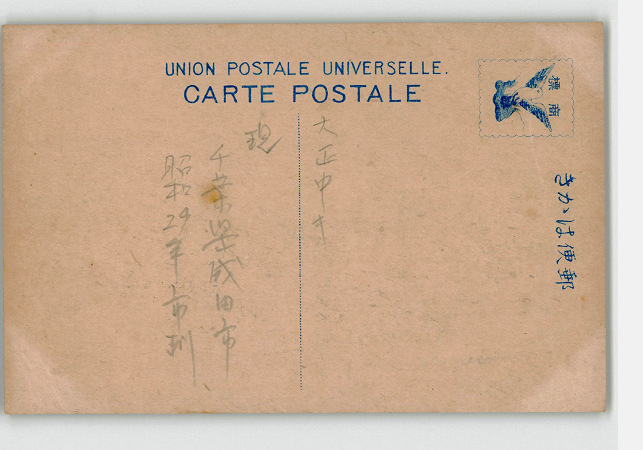 UNION POSTALE UNIVERSELLE.
CARTE POSTALE
商標
きがは便郵
大正中キ
現
千葉県成田市
昭和29年市制